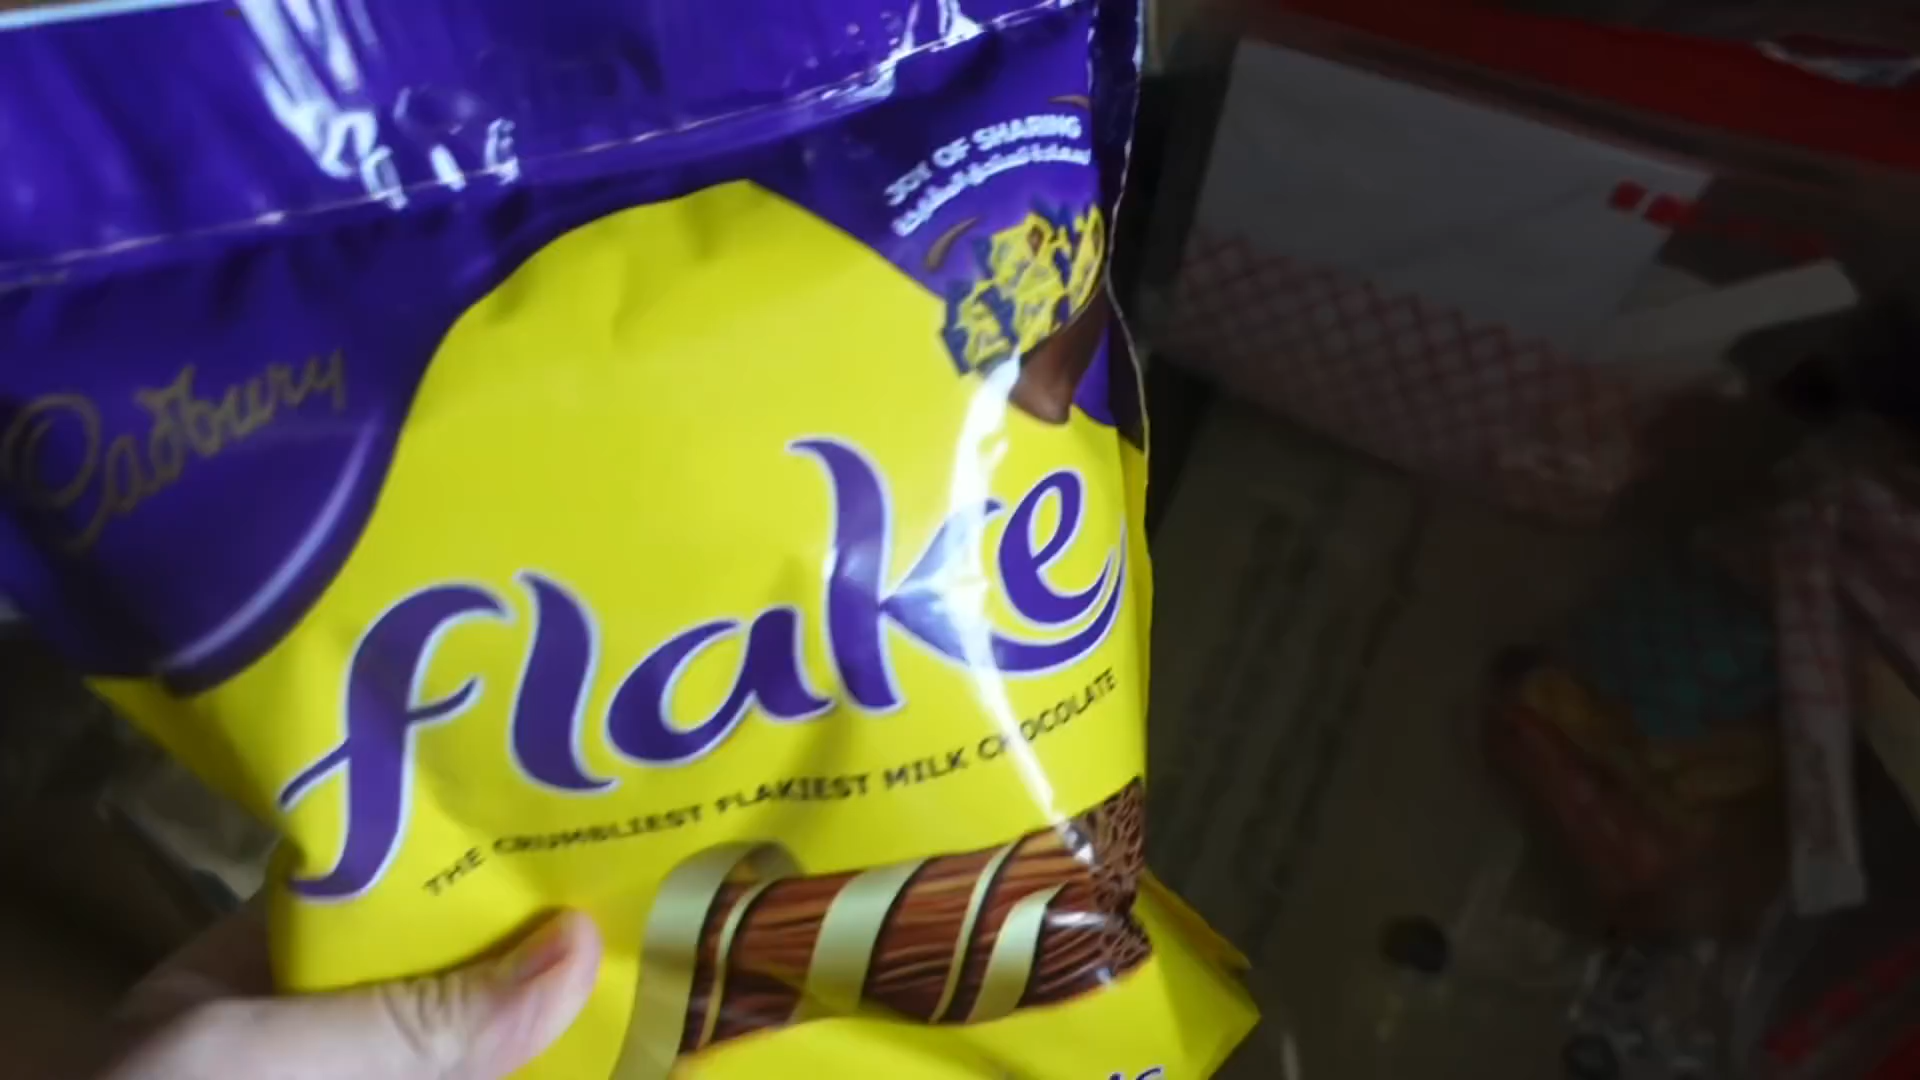 JOY OF SHARING
Cadbury
flake
THE CRUMBLIEST FLAKIEST MILK CHOCOLATE